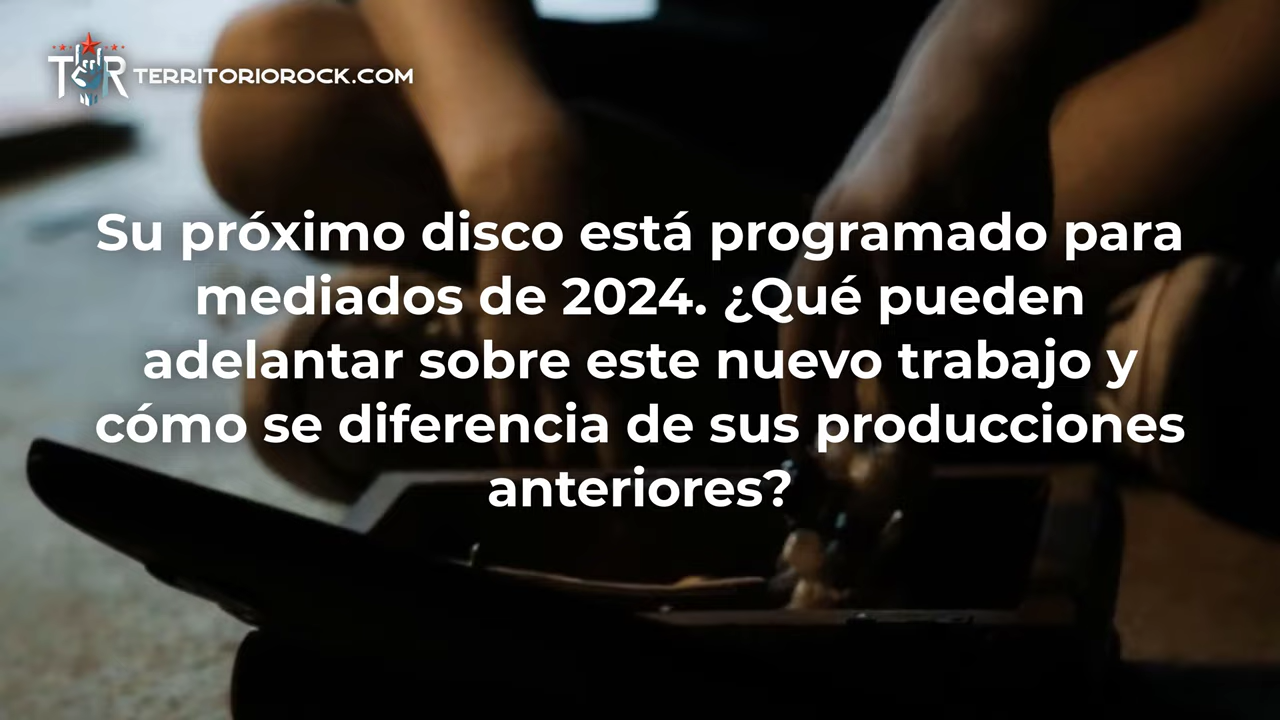 TR TERRITORIOROCK.COM
Su próximo disco está programado para
mediados de 2024. ¿Qué pueden
adelantar sobre este nuevo trabajo y
cómo se diferencia de sus producciones
anteriores?